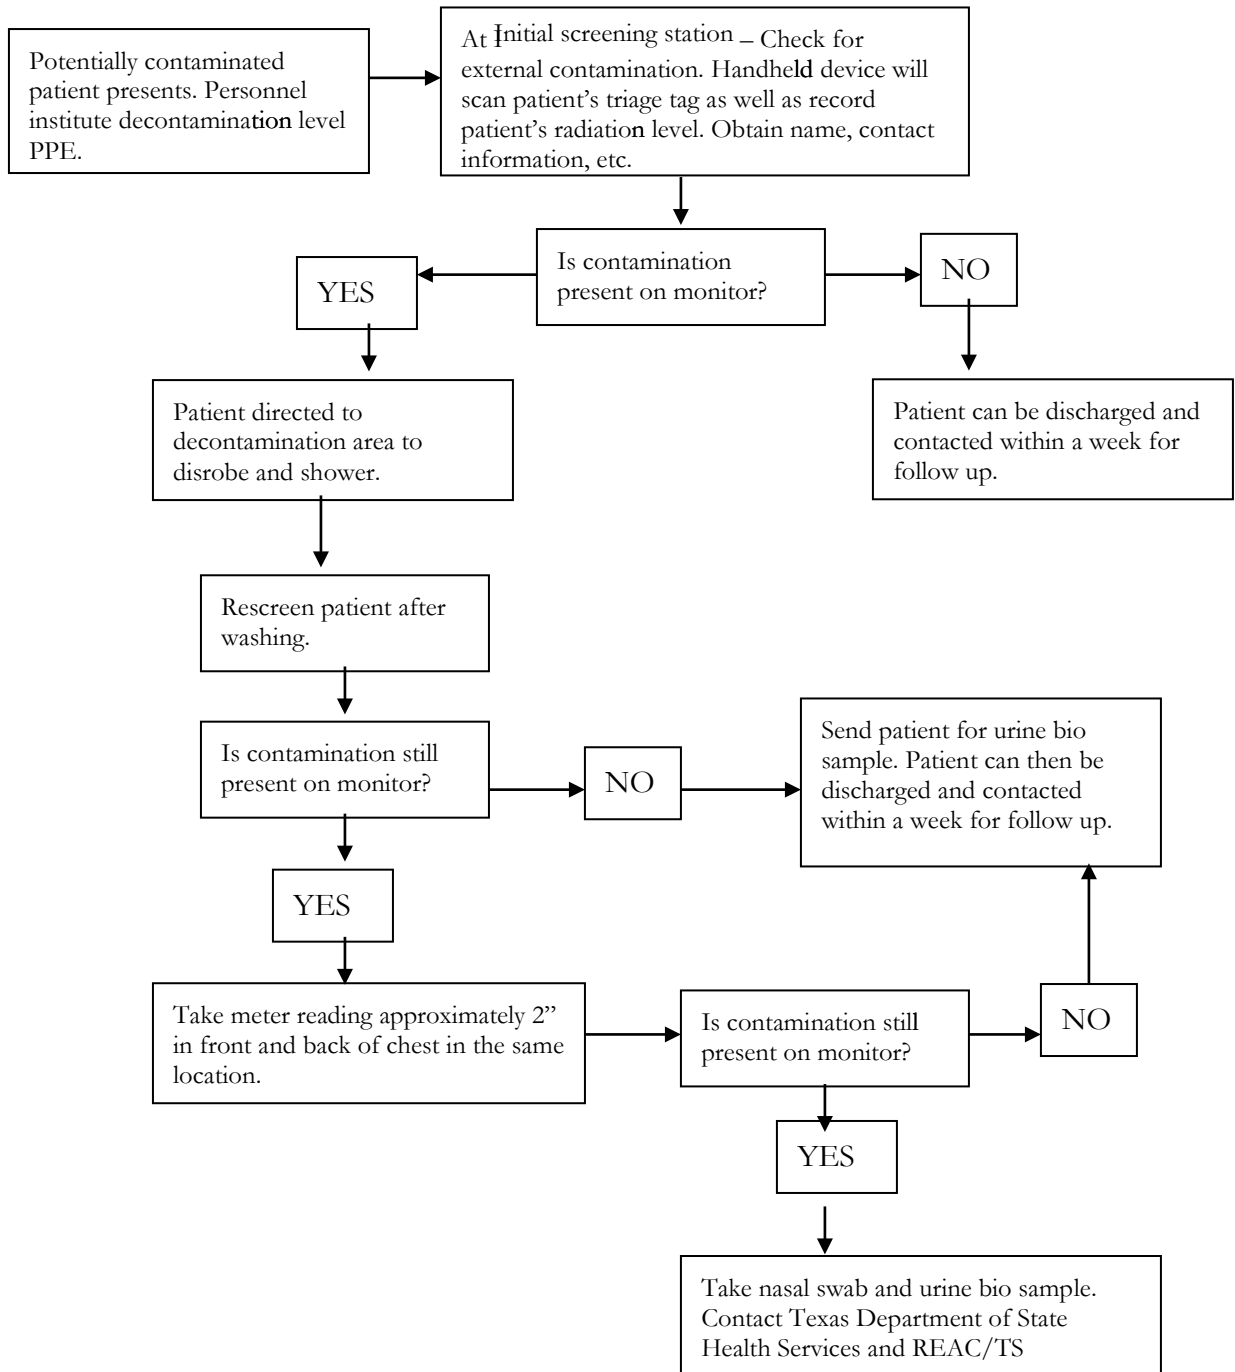 Potentially contaminated
patient presents. Personnel
institute decontamination level
PPE.
At Initial screening station – Check for
external contamination. Handheld device will
scan patient's triage tag as well as record
patient's radiation level. Obtain name, contact
information, etc.
Is contamination
present on monitor?
YES
NO
Patient directed to
decontamination area to
disrobe and shower.
Patient can be discharged and
contacted within a week for
follow up.
Rescreen patient after
washing.
Is contamination still
present on monitor?
NO
Send patient for urine bio
sample. Patient can then be
discharged and contacted
within a week for follow up.
YES
Take meter reading approximately 2”
in front and back of chest in the same
location.
Is contamination still
present on monitor?
NO
YES
Take nasal swab and urine bio sample.
Contact Texas Department of State
Health Services and REAC/TS